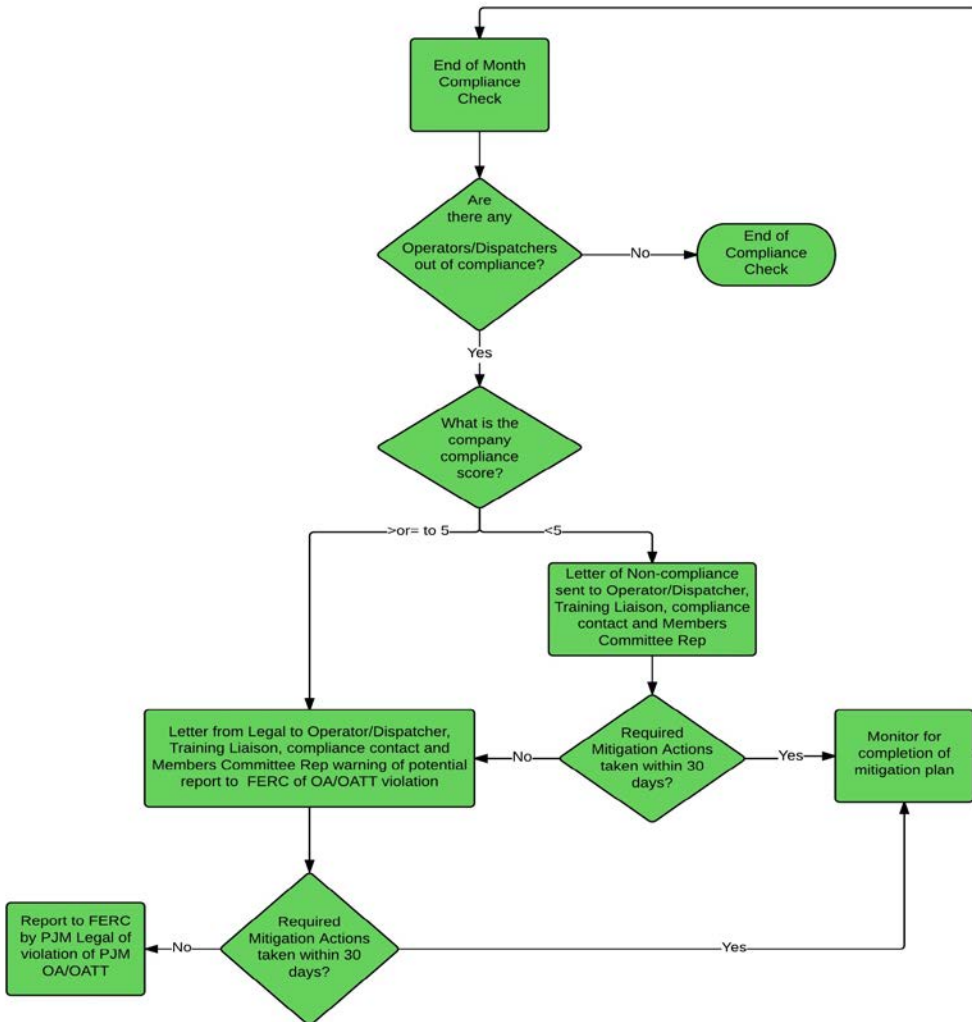 End of Month
Compliance
Check
Are
there any
Operators/Dispatchers
out of compliance?
No
End of
Compliance
Check
Yes
What is the
company
compliance
score?
>or= to 5
<5
Letter of Non-compliance
sent to Operator/Dispatcher,
Training Liaison, compliance
contact and Members
Committee Rep
Letter from Legal to Operator/Dispatcher,
Training Liaison, compliance contact and
Members Committee Rep warning of potential
report to  FERC of OA/OATT violation
No
Required
Mitigation Actions
taken within 30
days?
Yes
Monitor for
completion of
mitigation plan
Report to FERC
by PJM Legal of
violation of PJM
OA/OATT
No
Required
Mitigation Actions
taken within 30
days?
Yes